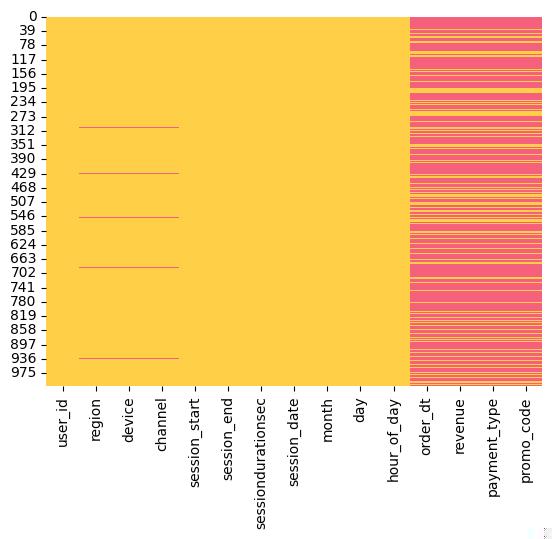 0
39
78
117
156
195
234
273
312
351
390
429
468
507
546
585
624
663
702
741
780
819
858
897
936
975
user_id
region
device
channel
session_start
session_end
sessiondurationsec
session_date
month
day
hour_of_day
order_dt
revenue
payment_type
promo_code